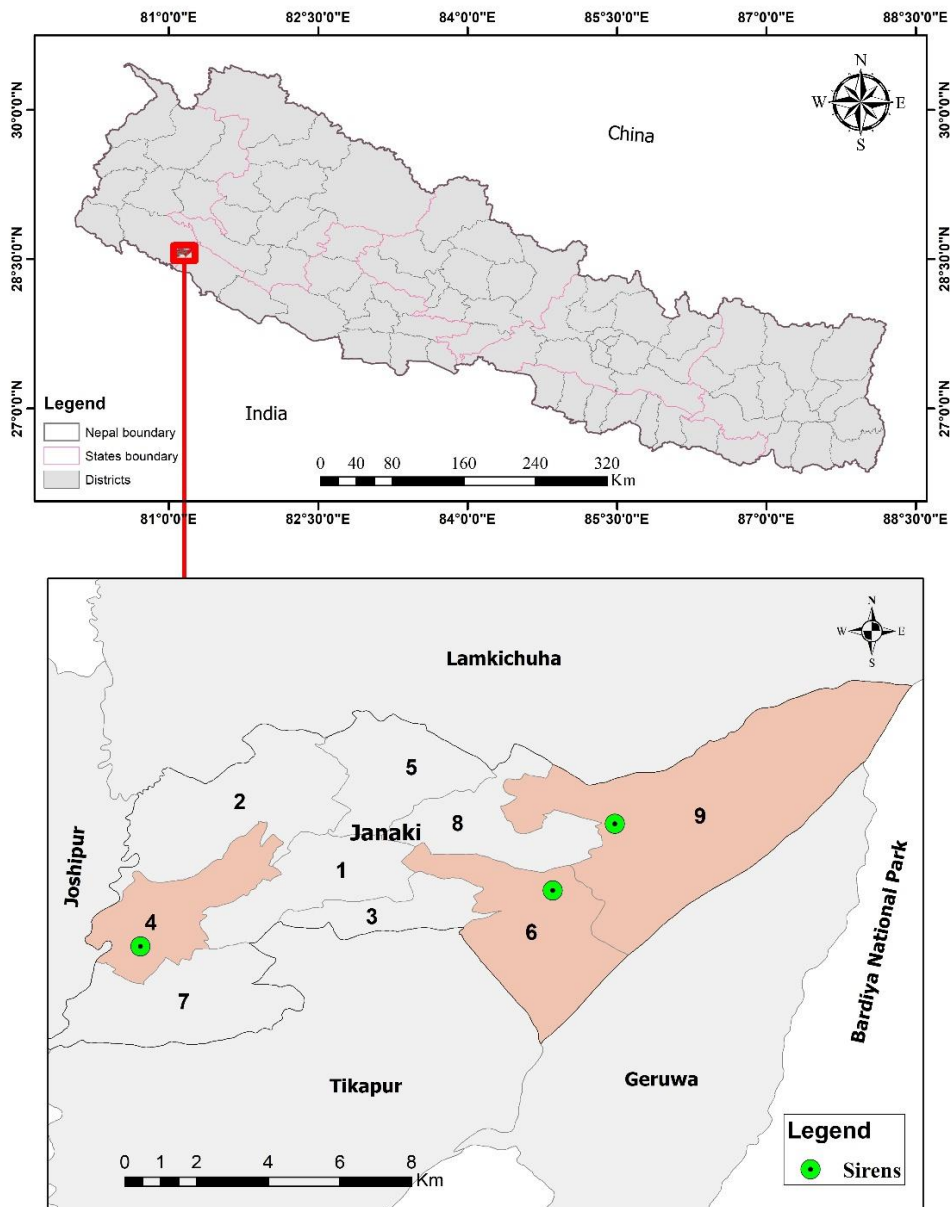 81°0'0"E 82°30'0"E 84°0'0"E 85°30'0"E 87°0'0"E 88°30'0"E
30°0'0"N
28°30'0"N
27°0'0"N
N
W E
S
China
India
Legend
Nepal boundary
States boundary
Districts
0 40 80 160 240 320
Km
30°0'0"N
28°30'0"N
27°0'0"N
81°0'0"E 82°30'0"E 84°0'0"E 85°30'0"E 87°0'0"E 88°30'0"E
N
W E
S
Lamkichuha
5
2
9
Janaki 8
Joshipur
1
3
4
6
7
Bardiya National Park
Tikapur
Geruwa
0 1 2 4 6 8
Km
Legend
Sirens